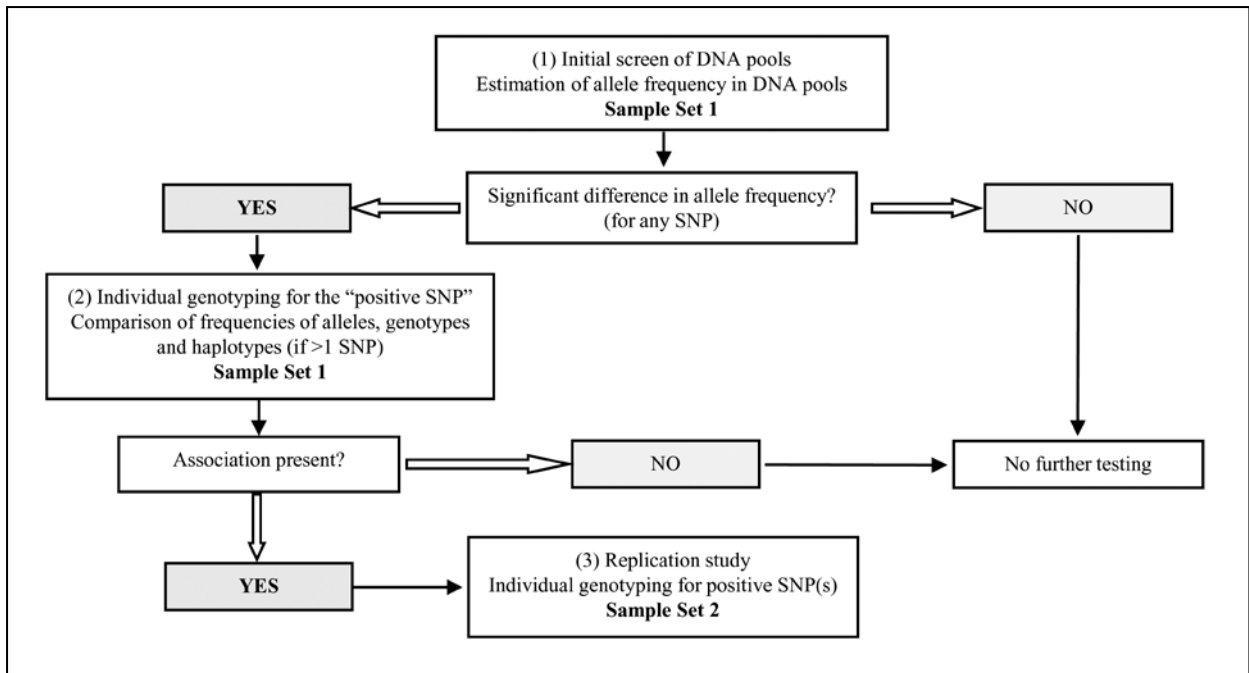 (1) Initial screen of DNA pools
Estimation of allele frequency in DNA pools
Sample Set 1
YES
Significant difference in allele frequency?
(for any SNP)
NO
(2) Individual genotyping for the “positive SNP”
Comparison of frequencies of alleles, genotypes
and haplotypes (if >1 SNP)
Sample Set 1
Association present?
NO
No further testing
YES
(3) Replication study
Individual genotyping for positive SNP(s)
Sample Set 2